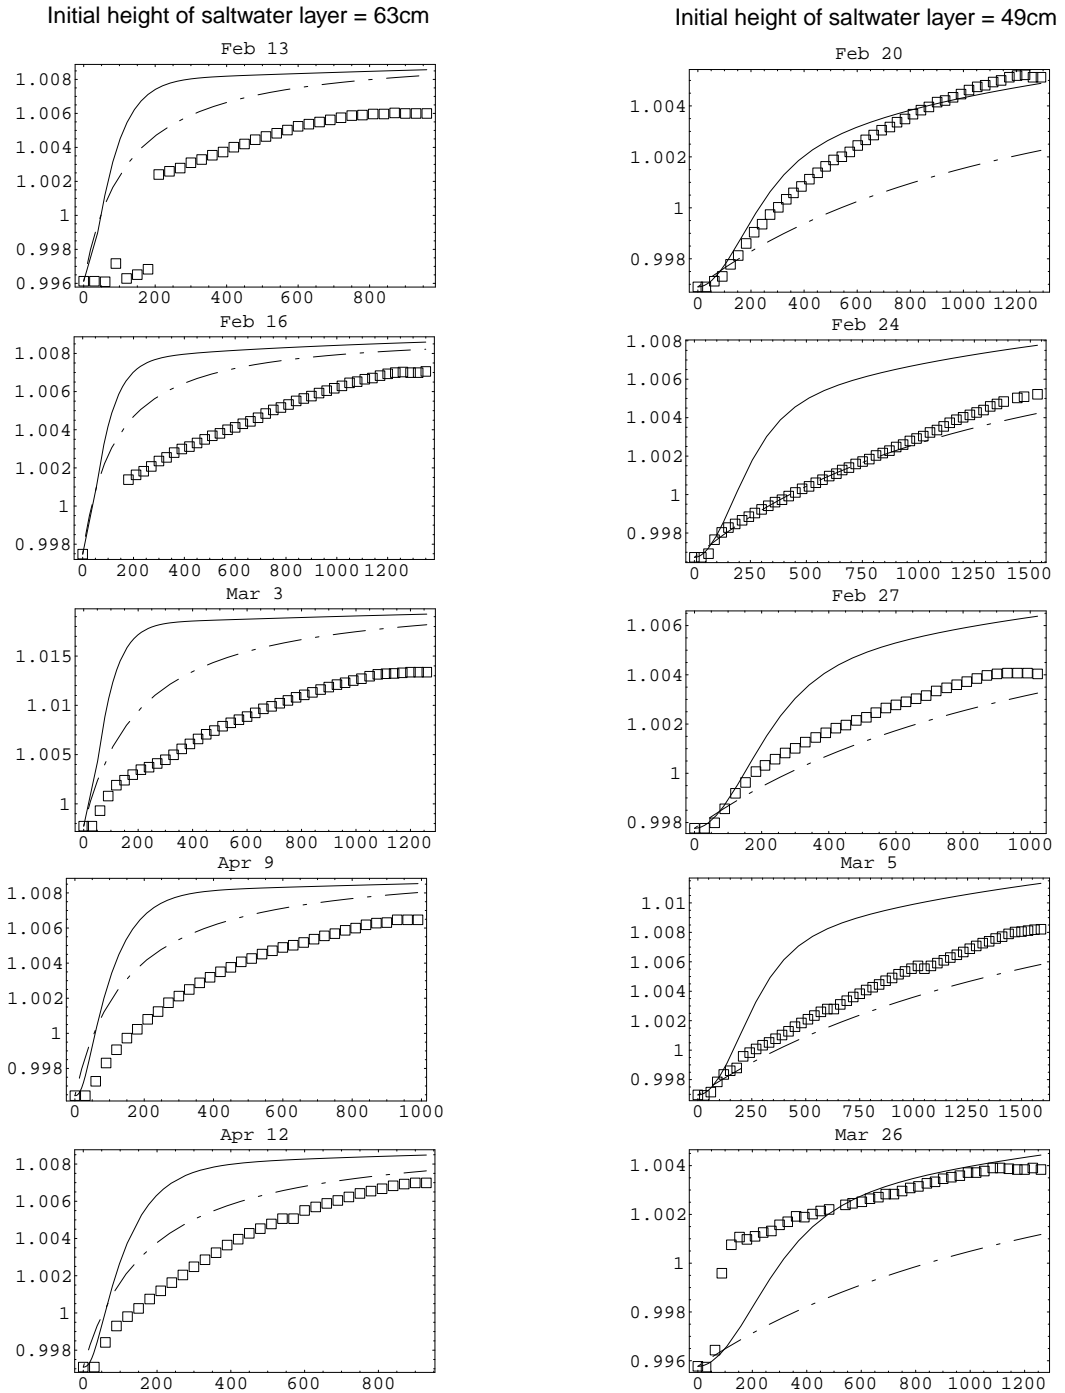 Initial height of saltwater layer = 63cm
Feb 13
1.008
1.006
1.004
1.002
1
0.998
0.996
0 200 400 600 800
Feb 16
1.008
1.006
1.004
1.002
1
0.998
0 200 400 600 800 1000 1200
Mar 3
1.015
1.01
1.005
1
0 200 400 600 800 1000 1200
Apr 9
1.008
1.006
1.004
1.002
1
0.998
0 200 400 600 800 1000
Apr 12
1.008
1.006
1.004
1.002
1
0.998
0 200 400 600 800
Initial height of saltwater layer = 49cm
Feb 20
1.004
1.002
1
0.998
0 200 400 600 800 1000 1200
Feb 24
1.008
1.006
1.004
1.002
1
0.998
0 250 500 750 1000 1250 1500
Feb 27
1.006
1.004
1.002
1
0.998
0 200 400 600 800 1000
Mar 5
1.01
1.008
1.006
1.004
1.002
1
0.998
0 250 500 750 1000 1250 1500
Mar 26
1.004
1.002
1
0.998
0.996
0 200 400 600 800 1000 1200